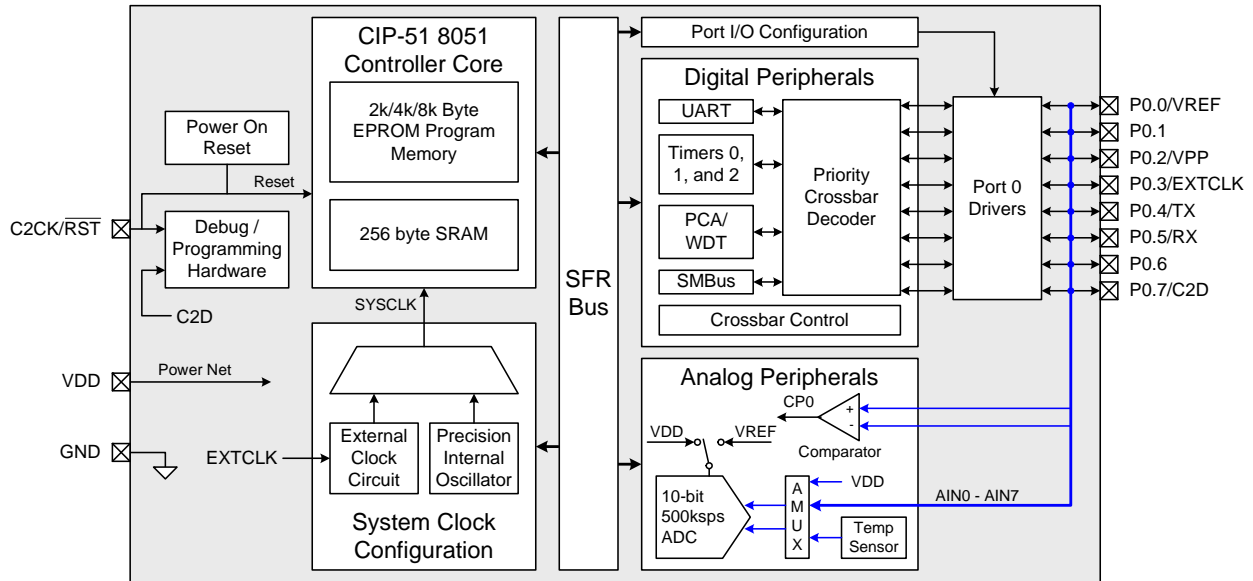 CIP-51 8051
Controller Core
2k/4k/8k Byte
EPROM Program
Memory
256 byte SRAM
Power On
Reset
Reset
C2CK/RST
Debug /
Programming
Hardware
C2D
SYSCLK
VDD
Power Net
GND
EXTCLK
External
Clock
Circuit
Precision
Internal
Oscillator
System Clock
Configuration
SFR
Bus
Port I/O Configuration
Digital Peripherals
UART
Timers 0,
1, and 2
PCA/
WDT
SMBus
Priority
Crossbar
Decoder
Crossbar Control
Port 0
Drivers
P0.0/VREF
P0.1
P0.2/VPP
P0.3/EXTCLK
P0.4/TX
P0.5/RX
P0.6
P0.7/C2D
Analog Peripherals
CP0
+
-
Comparator
VDD
VREF
10-bit
500ksps
ADC
A
M
U
X
VDD
AIN0 - AIN7
Temp
Sensor